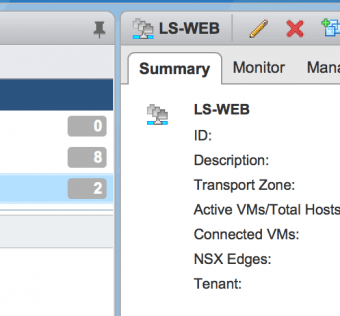 LS-WEB
Summary Monitor Mana
0
8
2
LS-WEB
ID:
Description:
Transport Zone:
Active VMs/Total Hosts
Connected VMs:
NSX Edges:
Tenant: